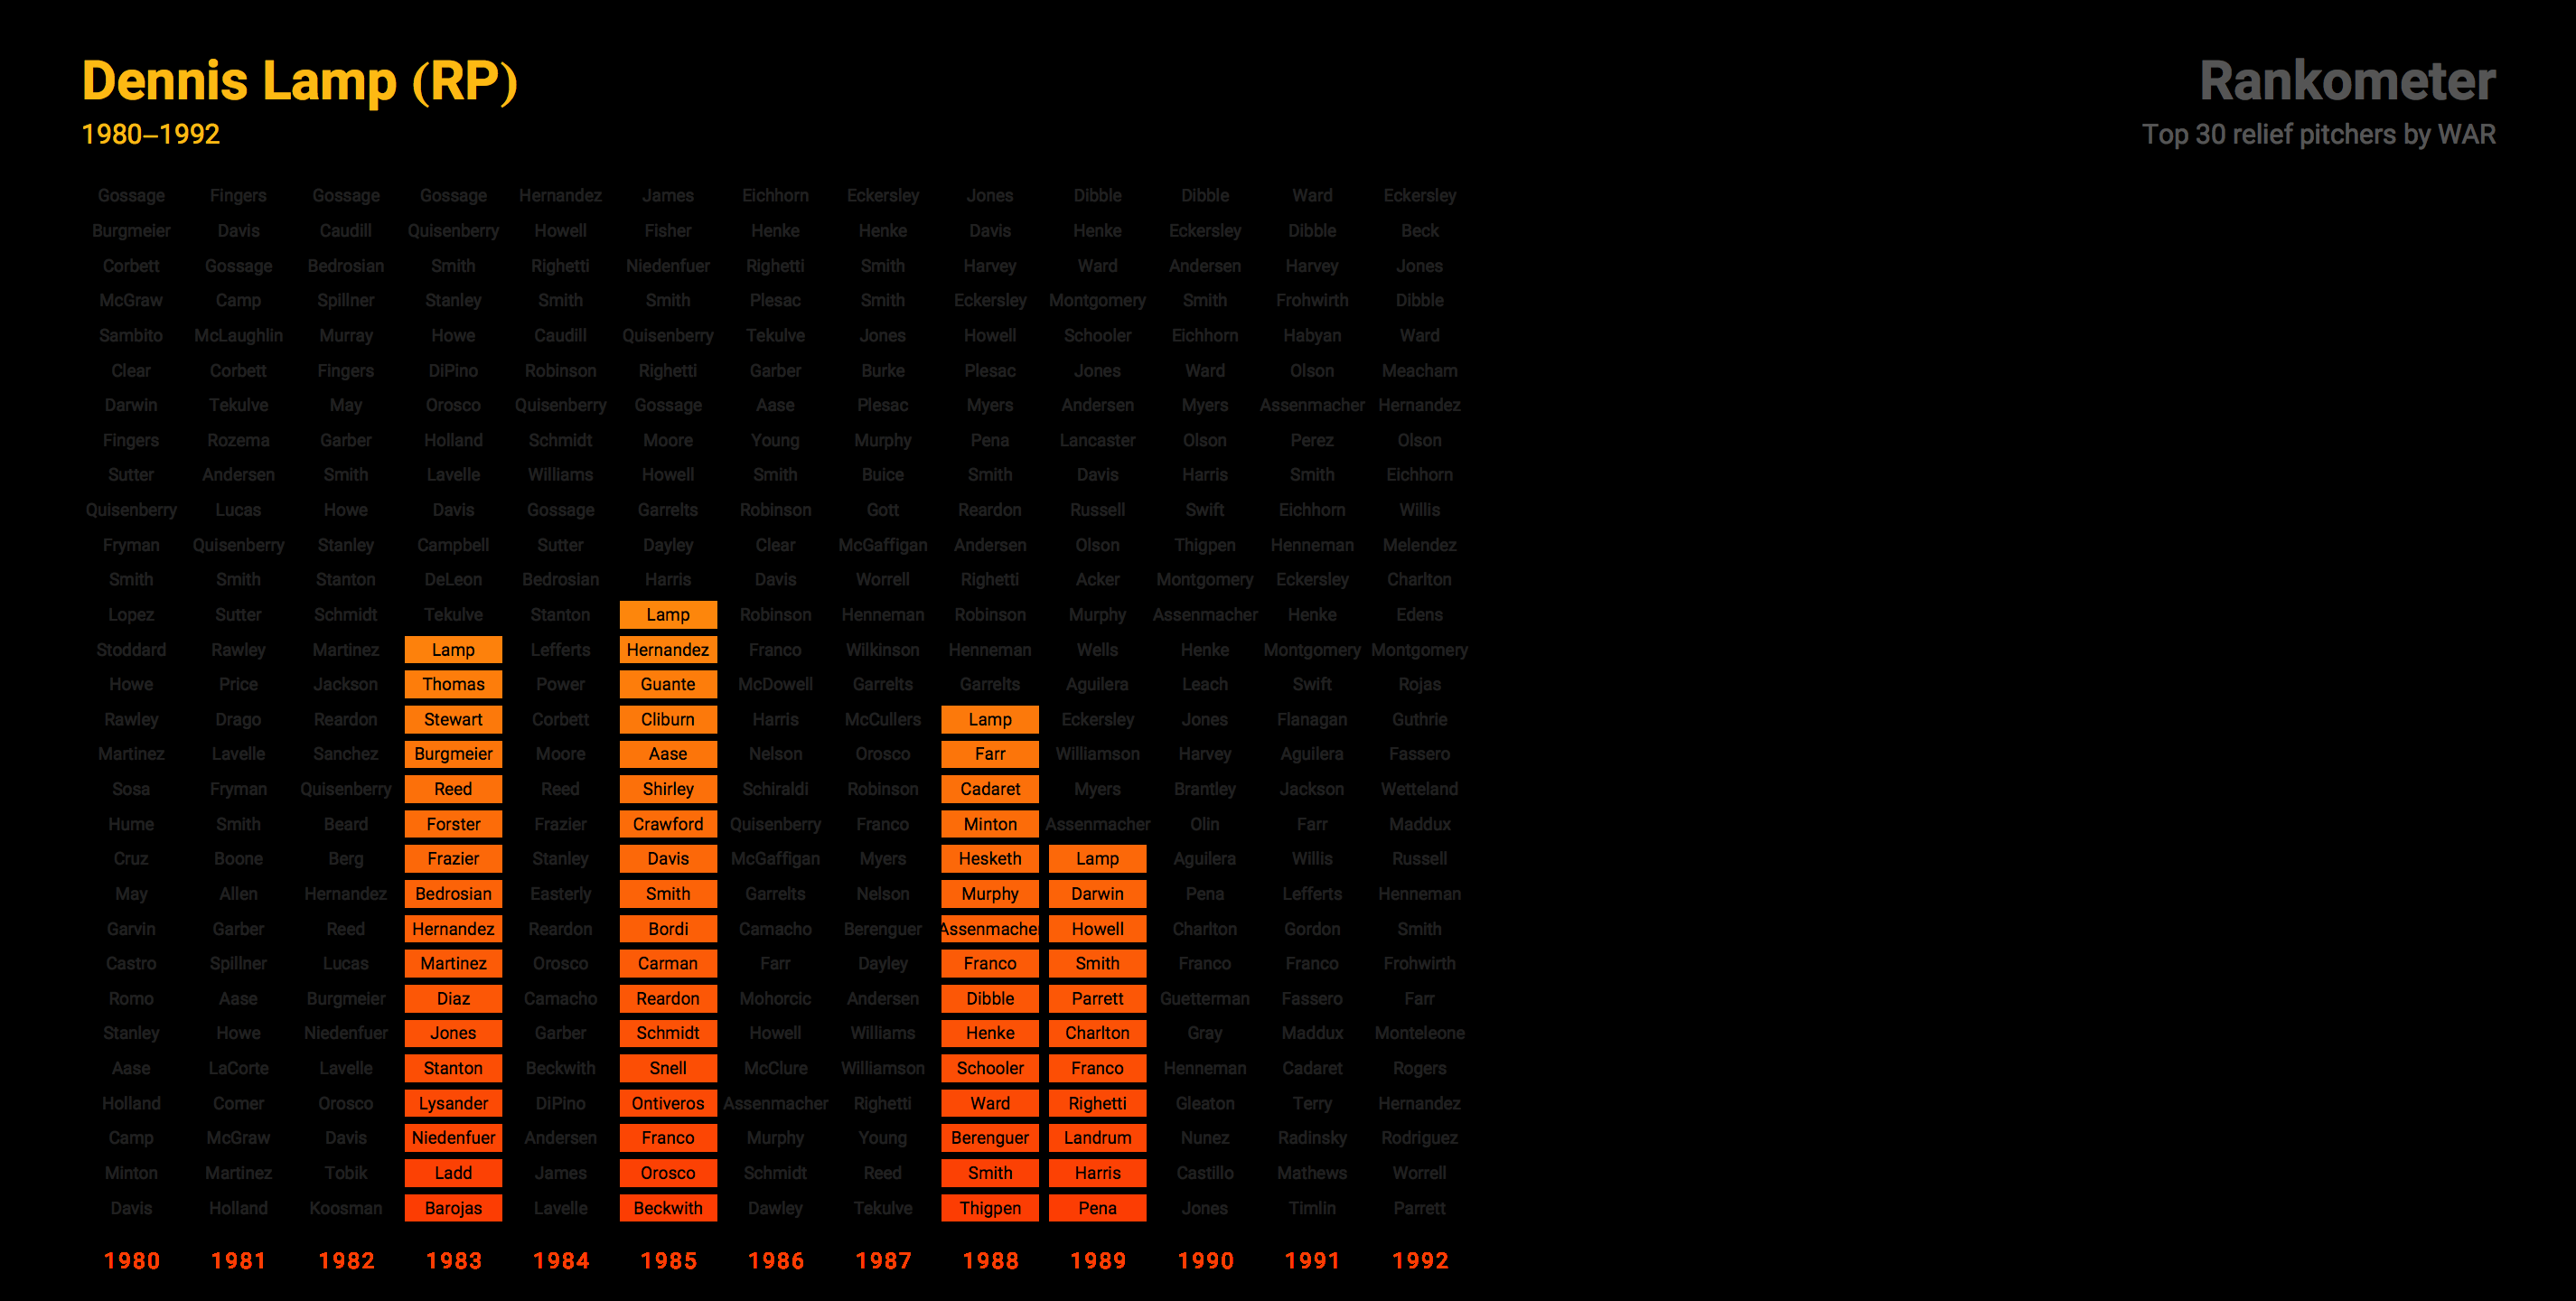 Dennis Lamp (RP)
1980–1992
Rankometer
Top 30 relief pitchers by WAR
Gossage Fingers Gossage Gossage Hernandez James Eichhorn Eckersley Jones Dibble Dibble Ward Eckersley
Burgmeier Davis Caudill Quisenberry Howell Fisher Henke Henke Davis Henke Eckersley Dibble Beck
Corbett Gossage Bedrosian Smith Righetti Niedenfuer Righetti Smith Harvey Ward Andersen Harvey Jones
McGraw Camp Spillner Stanley Smith Smith Plesac Smith Eckersley Montgomery Smith Frohwirth Dibble
Sambito McLaughlin Murray Howe Caudill Quisenberry Tekulve Jones Howell Schooler Eichhorn Habyan Ward
Clear Corbett Fingers DiPino Robinson Righetti Garber Burke Plesac Jones Ward Olson Meacham
Darwin Tekulve May Orosco Quisenberry Gossage Aase Plesac Myers Andersen Myers Assenmacher Hernandez
Fingers Rozema Garber Holland Schmidt Moore Young Murphy Pena Lancaster Olson Perez Olson
Sutter Andersen Smith Lavelle Williams Howell Smith Buice Smith Davis Harris Smith Eichhorn
Quisenberry Lucas Howe Davis Gossage Garrelts Robinson Gott Reardon Russell Swift Eichhorn Willis
Fryman Quisenberry Stanley Campbell Sutter Dayley Clear McGaffigan Andersen Olson Thigpen Henneman Melendez
Smith Smith Stanton DeLeon Bedrosian Harris Davis Worrell Righetti Acker Montgomery Eckersley Charlton
Lopez Sutter Schmidt Tekulve Stanton Lamp Robinson Henneman Robinson Murphy Assenmacher Henke Edens
Stoddard Rawley Martinez Lamp Lefferts Hernandez Franco Wilkinson Henneman Wells Henke Montgomery Montgomery
Howe Price Jackson Thomas Power Guante McDowell Garrelts Garrelts Aguilera Leach Swift Rojas
Rawley Drago Reardon Stewart Corbett Cliburn Harris McCullers Lamp Eckersley Jones Flanagan Guthrie
Martinez Lavelle Sanchez Burgmeier Moore Aase Nelson Orosco Farr Williamson Harvey Aguilera Fassero
Sosa Fryman Quisenberry Reed Reed Shirley Schiraldi Robinson Cadaret Myers Brantley Jackson Wetteland
Hume Smith Beard Forster Frazier Crawford Quisenberry Franco Minton Assenmacher Olin Farr Maddux
Cruz Boone Berg Frazier Stanley Davis McGaffigan Myers Hesketh Lamp Aguilera Willis Russell
May Allen Hernandez Bedrosian Easterly Smith Garrelts Nelson Murphy Darwin Pena Lefferts Henneman
Garvin Garber Reed Hernandez Reardon Bordi Camacho Berenguer Assenmacher Howell Charlton Gordon Smith
Castro Spillner Lucas Martinez Orosco Carman Farr Dayley Franco Smith Franco Franco Frohwirth
Romo Aase Burgmeier Diaz Camacho Reardon Mohorcic Andersen Dibble Parrett Guetterman Fassero Farr
Stanley Howe Niedenfuer Jones Garber Schmidt Howell Williams Henke Charlton Gray Maddux Monteleone
Aase LaCorte Lavelle Stanton Beckwith Snell McClure Williamson Schooler Franco Henneman Cadaret Rogers
Holland Comer Orosco Lysander DiPino Ontiveros Assenmacher Righetti Ward Righetti Gleaton Terry Hernandez
Camp McGraw Davis Niedenfuer Andersen Franco Murphy Young Berenguer Landrum Nunez Radinsky Rodriguez
Minton Martinez Tobik Ladd James Orosco Schmidt Reed Smith Harris Castillo Mathews Worrell
Davis Holland Koosman Barojas Lavelle Beckwith Dawley Tekulve Thigpen Pena Jones Timlin Parrett
1980 1981 1982 1983 1984 1985 1986 1987 1988 1989 1990 1991 1992